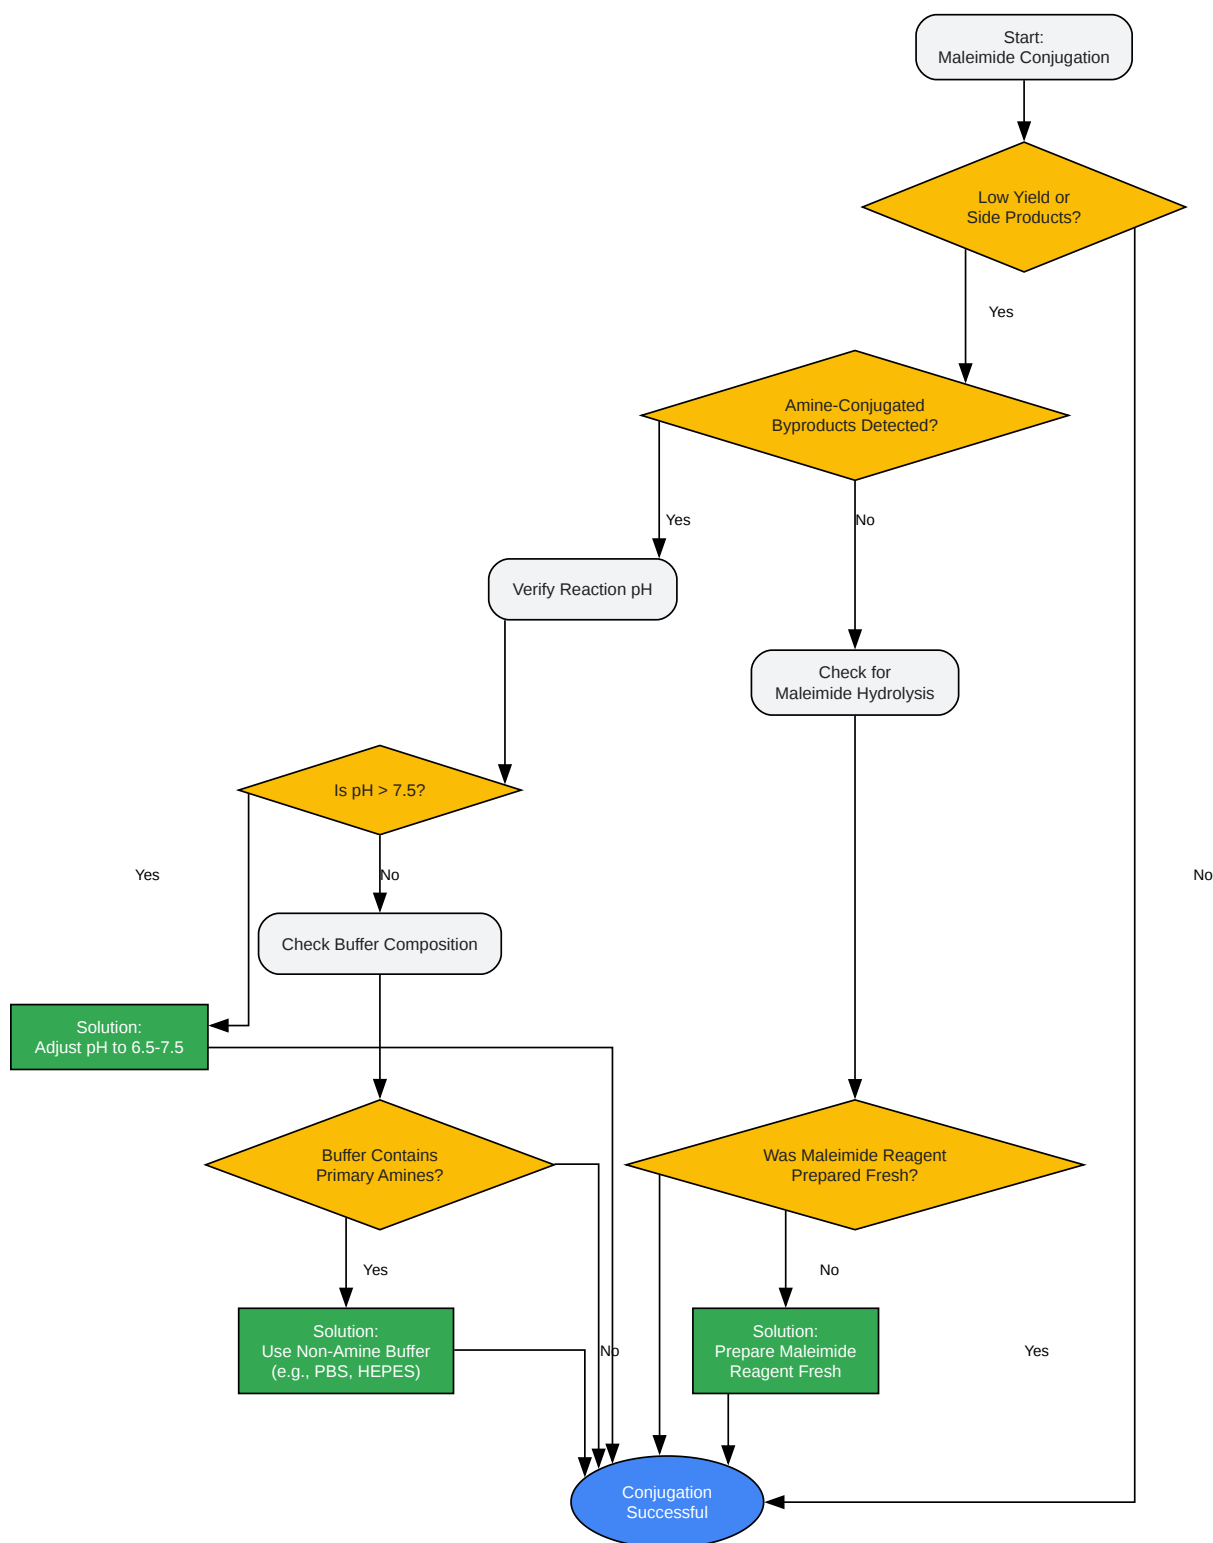 Start:
Maleimide Conjugation
Low Yield or
Side Products?
Yes
Amine-Conjugated
Byproducts Detected?
Yes
No
Verify Reaction pH
Check for
Maleimide Hydrolysis
Is pH > 7.5?
Yes
No
No
Check Buffer Composition
Solution:
Adjust pH to 6.5-7.5
Buffer Contains
Primary Amines?
Was Maleimide Reagent
Prepared Fresh?
Yes
No
Solution:
Use Non-Amine Buffer
(e.g., PBS, HEPES)
No
Solution:
Prepare Maleimide
Reagent Fresh
Yes
Conjugation
Successful